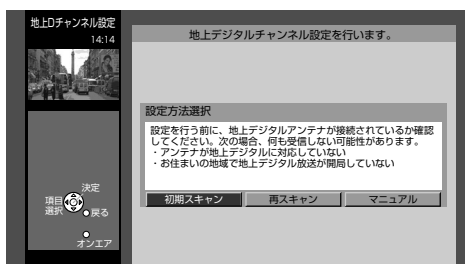 地上Dチャンネル設定
14:14
地上デジタルチャンネル設定を行います。
設定方法選択
設定を行う前に、地上デジタルアンテナが接続されているか確認
してください。次の場合、何も受信しない可能性があります。
・アンテナが地上デジタルに対応していない
・お住まいの地域で地上デジタル放送が開局していない
初期スキャン
再スキャン
マニュアル
決定
項目
選択
戻る
オンエア